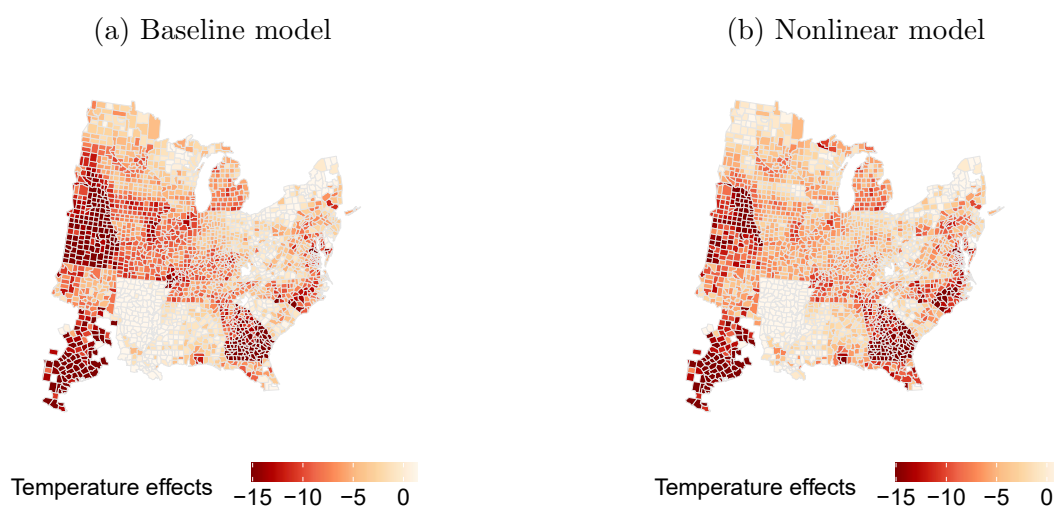 (a) Baseline model
(b) Nonlinear model
Temperature effects −15 −10 −5 0
Temperature effects −15 −10 −5 0